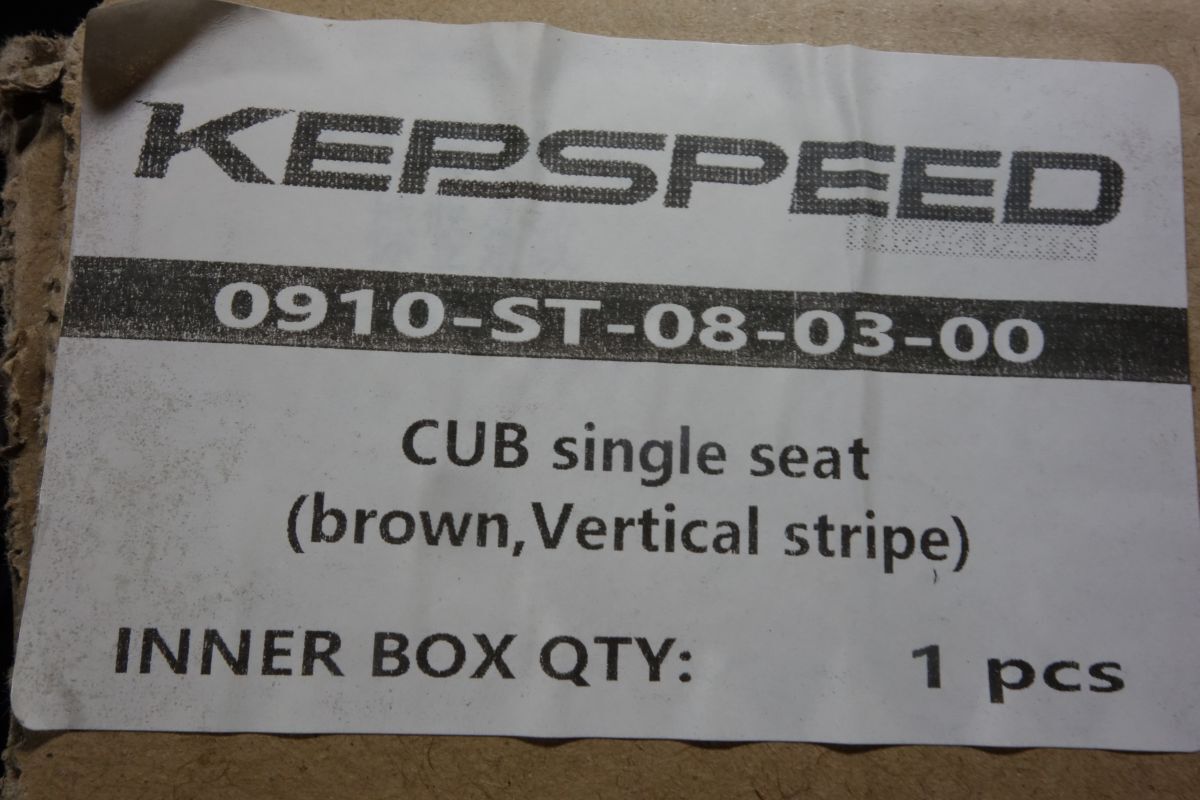 KEPSPEED
0910-ST-08-03-00
CUB single seat
(brown,Vertical stripe)
INNER BOX QTY: 1 pcs